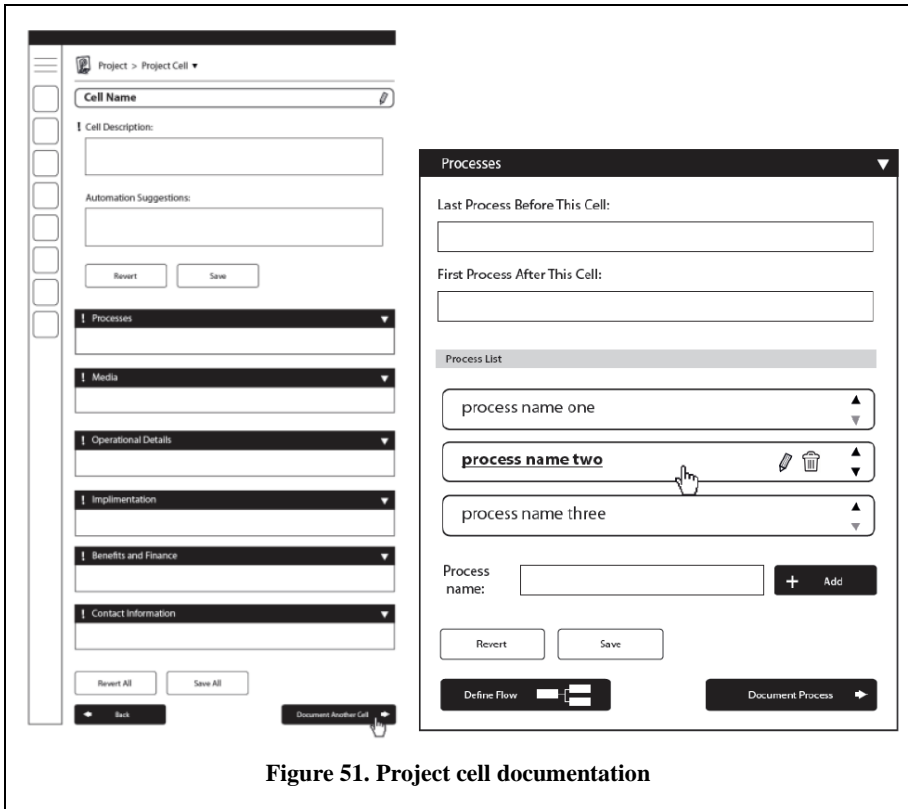 Project > Project Cell ▼
Cell Name
! Cell Description:
Automation Suggestions:
Revert Save
! Processes
! Media
! Operational Details
! Implimentation
! Benefits and Finance
! Contact Information
Revert All Save All
Back Document Another Cell
Processes
Last Process Before This Cell:
First Process After This Cell:
Process List
process name one
process name two
process name three
Process
name:
+ Add
Revert Save
Define Flow Document Process
Figure 51. Project cell documentation